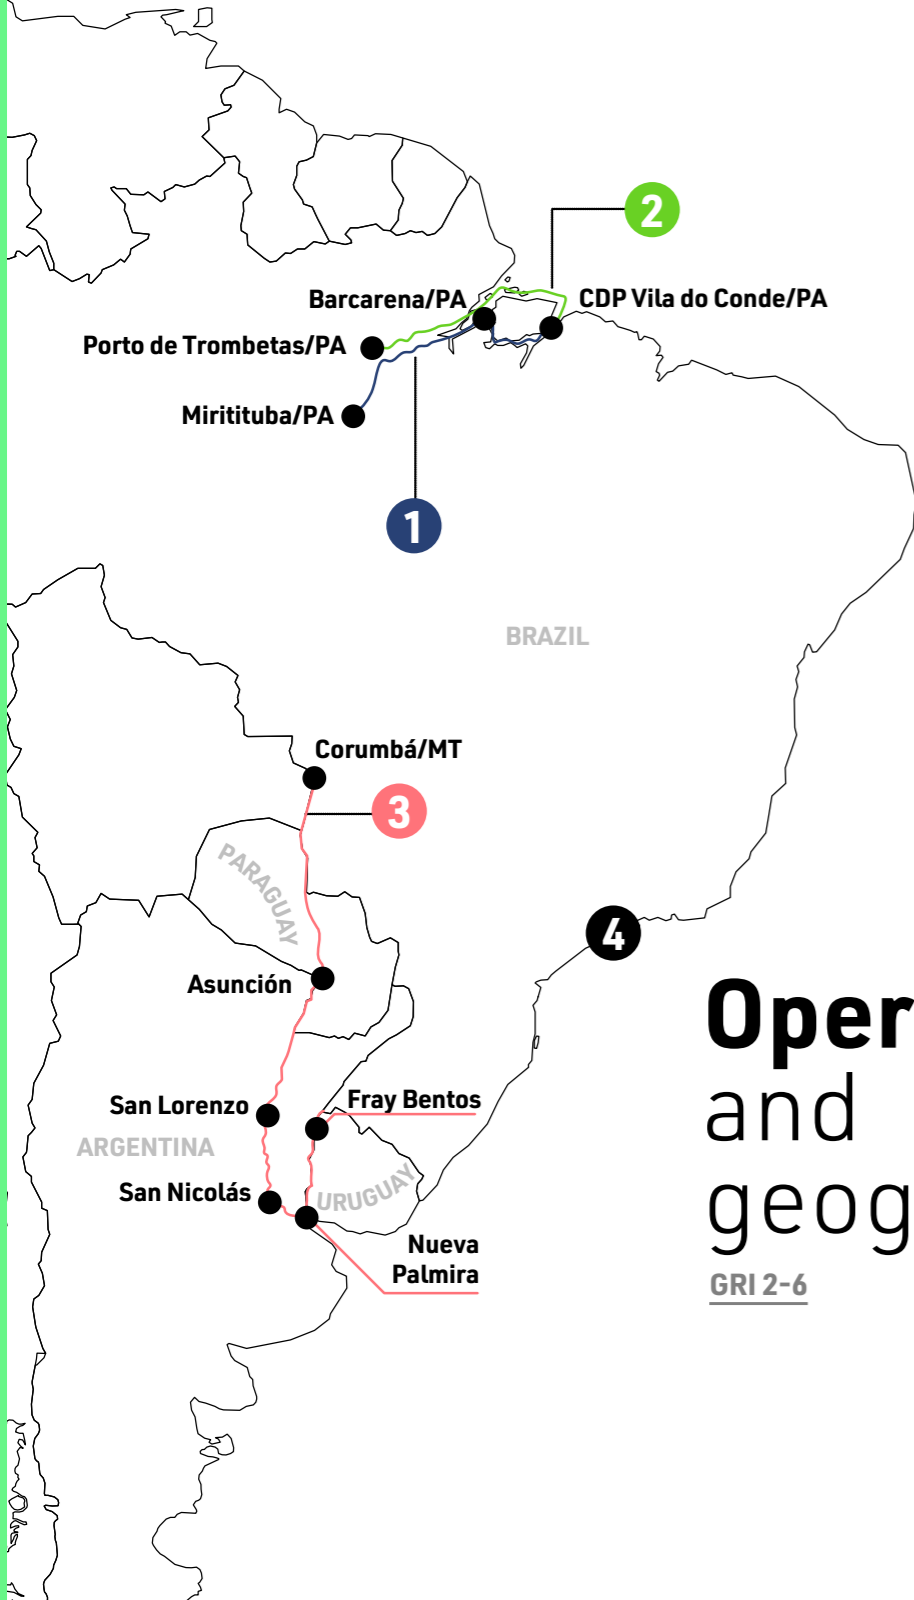 2
Barcarena/PA
CDP Vila do Conde/PA
Porto de Trombetas/PA
Miritituba/PA
1
BRAZIL
Corumbá/MT
3
PARAGUAY
4
Asunción
Oper
and
geog
GRI 2-6
San Lorenzo
Fray Bentos
ARGENTINA
San Nicolás
URUGUAY
Nueva
Palmira